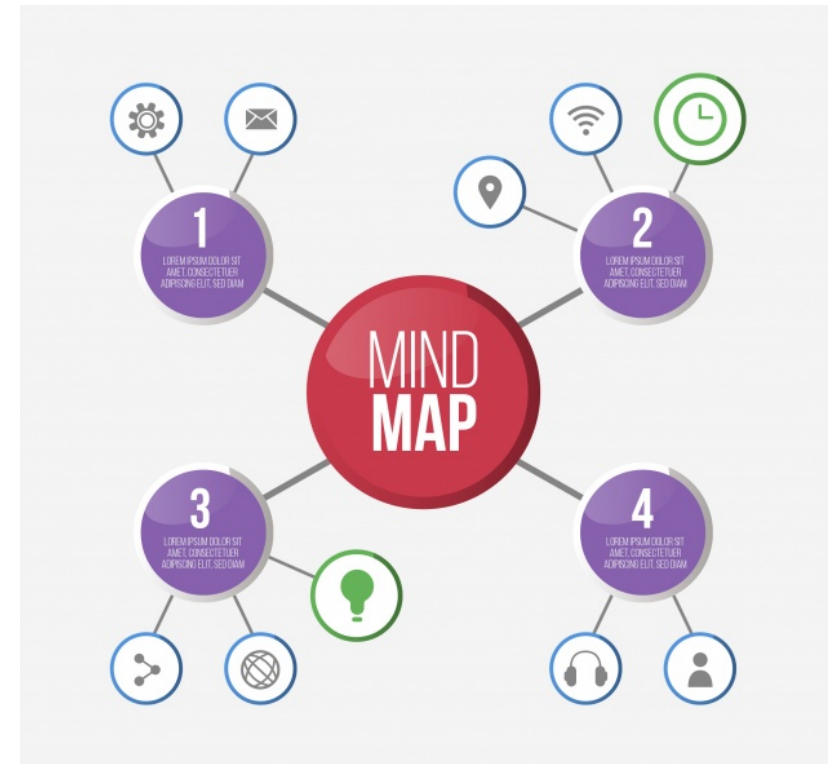 1
LOREM IPSUM DOLOR SIT
AMET, CONSECTETUER
ADIPISCING ELIT, SED DIAM
2
LOREM IPSUM DOLOR SIT
AMET, CONSECTETUER
ADIPISCING ELIT, SED DIAM
MIND
MAP
3
LOREM IPSUM DOLOR SIT
AMET, CONSECTETUER
ADIPISCING ELIT, SED DIAM
4
LOREM IPSUM DOLOR SIT
AMET, CONSECTETUER
ADIPISCING ELIT, SED DIAM